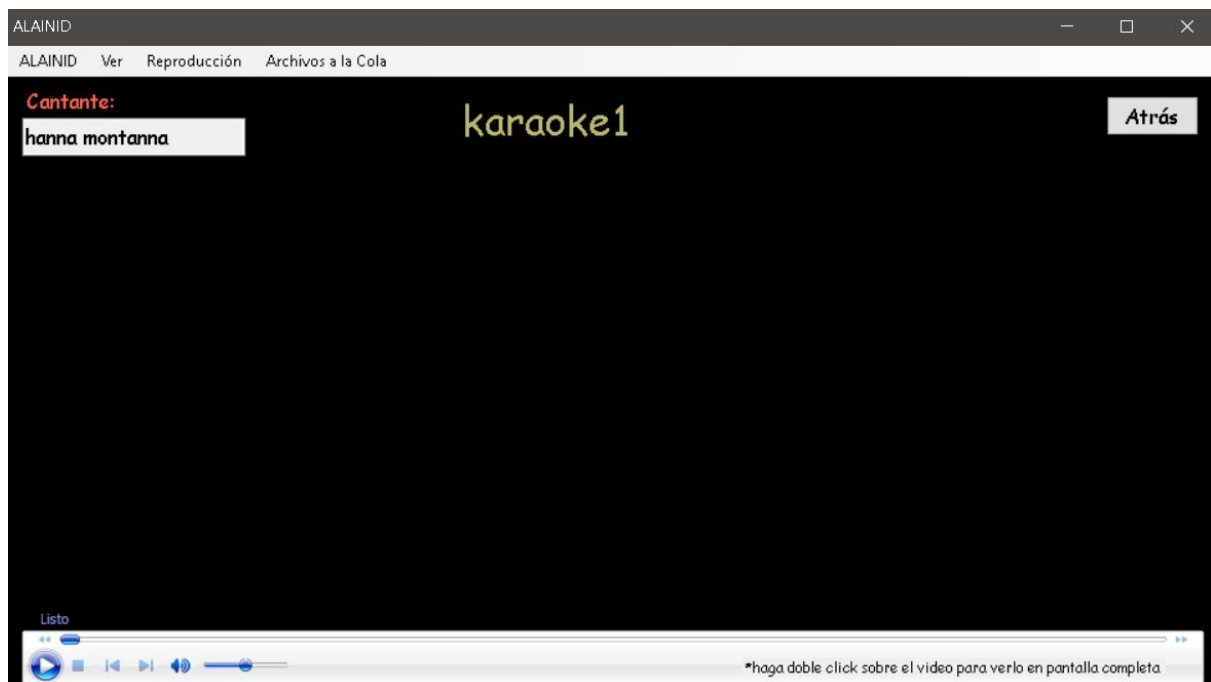 ALAINID
ALAINID Ver Reproducción Archivos a la Cola
Cantante:
hanna montanna
karaoke1
Atrás
Listo
*haga doble click sobre el video para verlo en pantalla completa